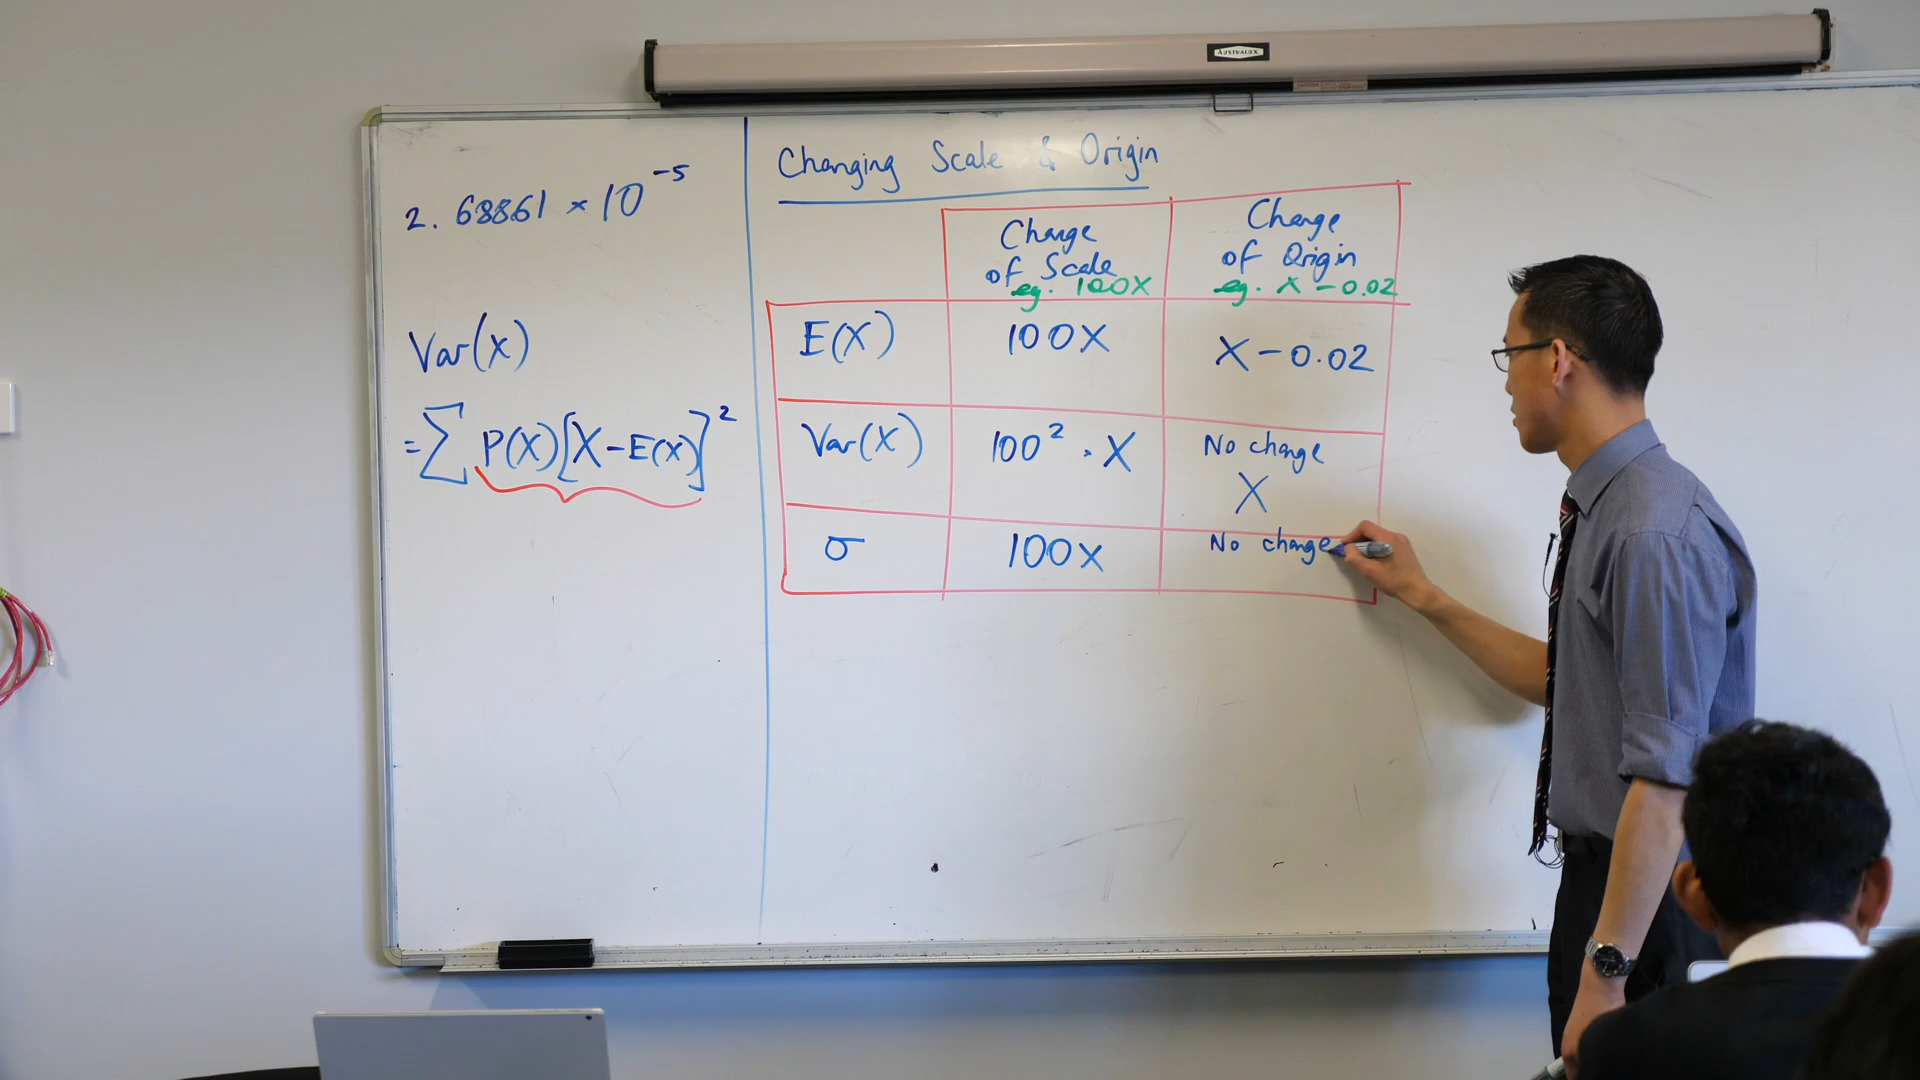 AUSTRALUX
2.68861 × 10⁻⁵
Var(X)
= ∑ P(X)[X - E(X)]²
Changing Scale & Origin
Change
of Scale
eg. 100X
Change
of Origin
eg. X - 0.02
E(X)
100X
X - 0.02
Var(X)
100² · X
No change
X
σ
100X
No change